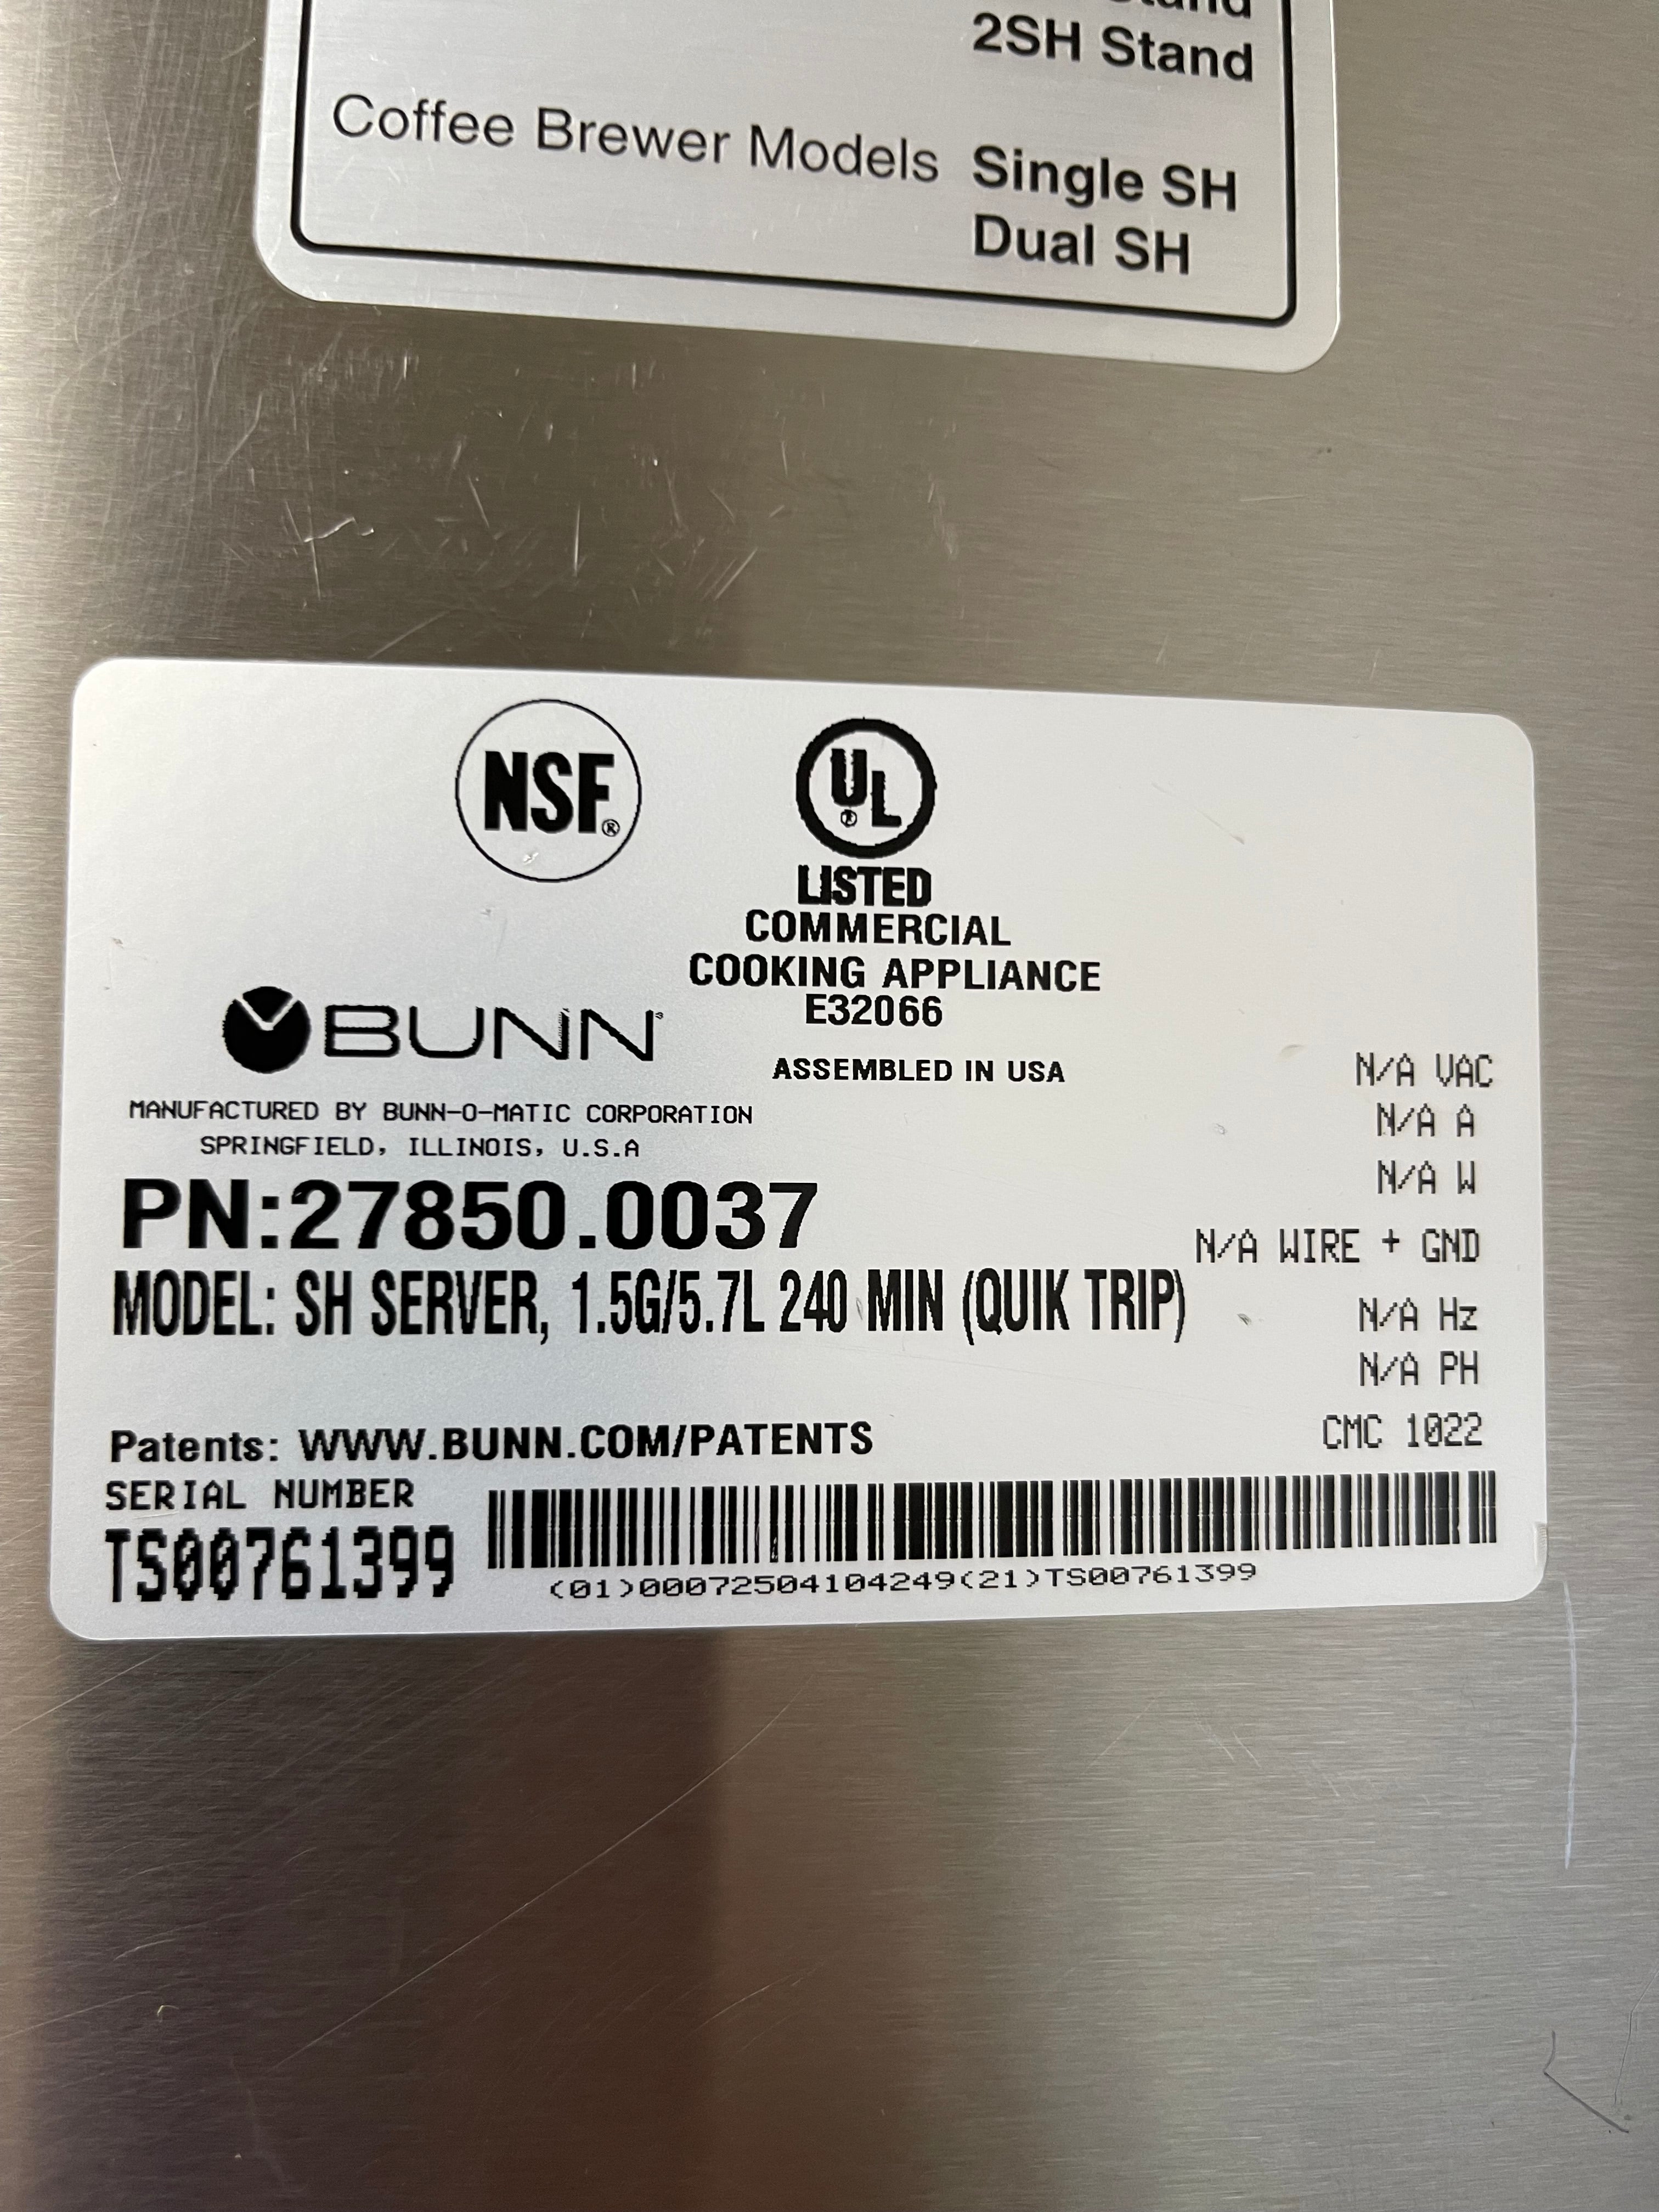 2SH Stand
Coffee Brewer Models Single SH
Dual SH
NSF®
UL®
LISTED
COMMERCIAL
COOKING APPLIANCE
E32066
BUNN®
ASSEMBLED IN USA
MANUFACTURED BY BUNN-O-MATIC CORPORATION
SPRINGFIELD, ILLINOIS, U.S.A
PN:27850.0037
MODEL: SH SERVER, 1.5G/5.7L 240 MIN (QUIK TRIP)
N/A VAC
N/A A
N/A W
N/A WIRE + GND
N/A Hz
N/A PH
CMC 1022
Patents: WWW.BUNN.COM/PATENTS
SERIAL NUMBER
TS00761399
(01)00072504104249(21)TS00761399